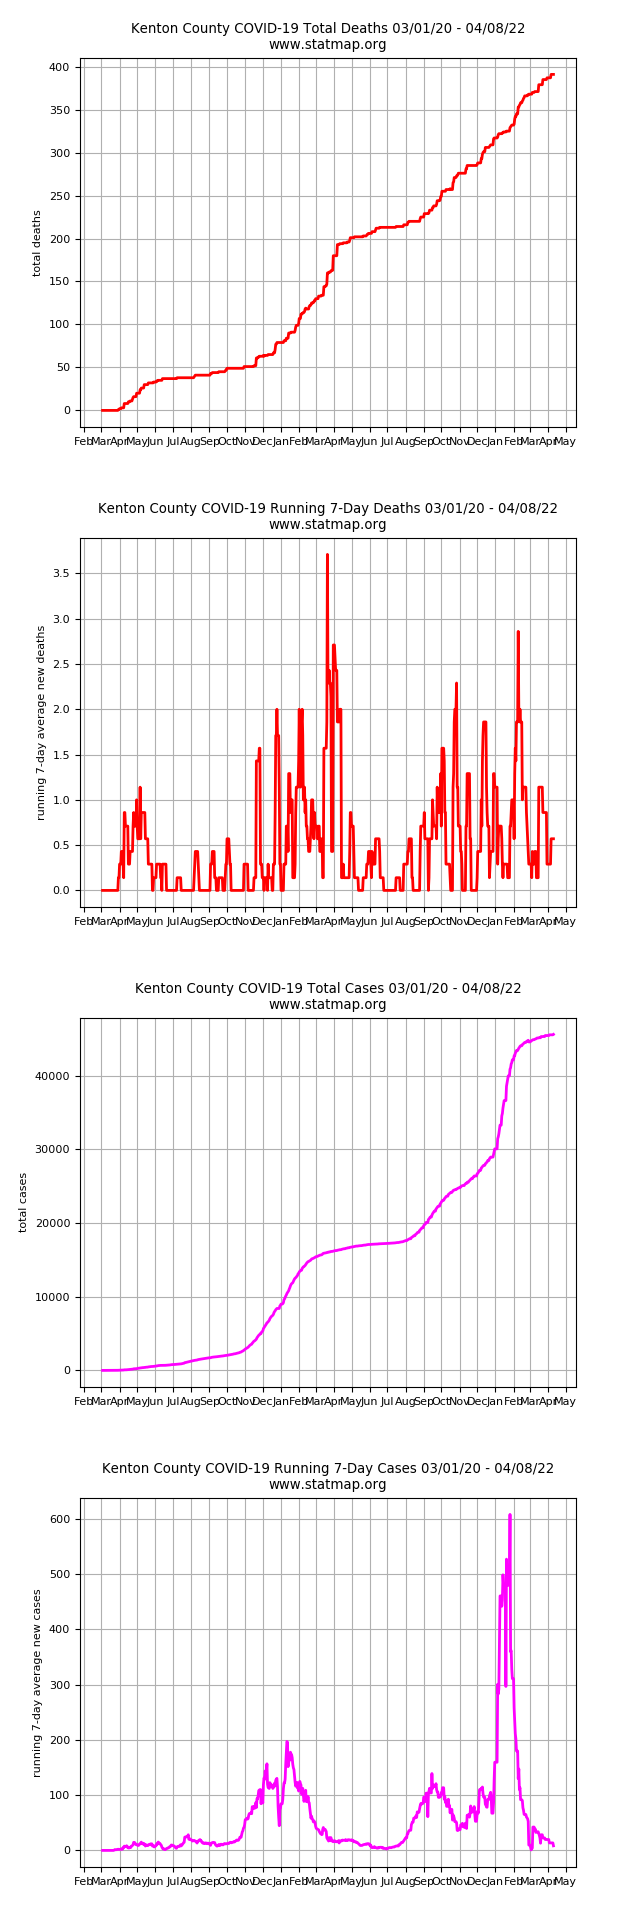 Kenton County COVID-19 Total Deaths 03/01/20 - 04/08/22
www.statmap.org
400
350
300
250
200
150
100
50
0
total deaths
Feb Mar Apr May Jun Jul Aug Sep Oct Nov Dec Jan Feb Mar Apr May Jun Jul Aug Sep Oct Nov Dec Jan Feb Mar Apr May
Kenton County COVID-19 Running 7-Day Deaths 03/01/20 - 04/08/22
www.statmap.org
3.5
3.0
2.5
2.0
1.5
1.0
0.5
0.0
running 7-day average new deaths
Feb Mar Apr May Jun Jul Aug Sep Oct Nov Dec Jan Feb Mar Apr May Jun Jul Aug Sep Oct Nov Dec Jan Feb Mar Apr May
Kenton County COVID-19 Total Cases 03/01/20 - 04/08/22
www.statmap.org
40000
30000
20000
10000
0
total cases
Feb Mar Apr May Jun Jul Aug Sep Oct Nov Dec Jan Feb Mar Apr May Jun Jul Aug Sep Oct Nov Dec Jan Feb Mar Apr May
Kenton County COVID-19 Running 7-Day Cases 03/01/20 - 04/08/22
www.statmap.org
600
500
400
300
200
100
0
running 7-day average new cases
Feb Mar Apr May Jun Jul Aug Sep Oct Nov Dec Jan Feb Mar Apr May Jun Jul Aug Sep Oct Nov Dec Jan Feb Mar Apr May